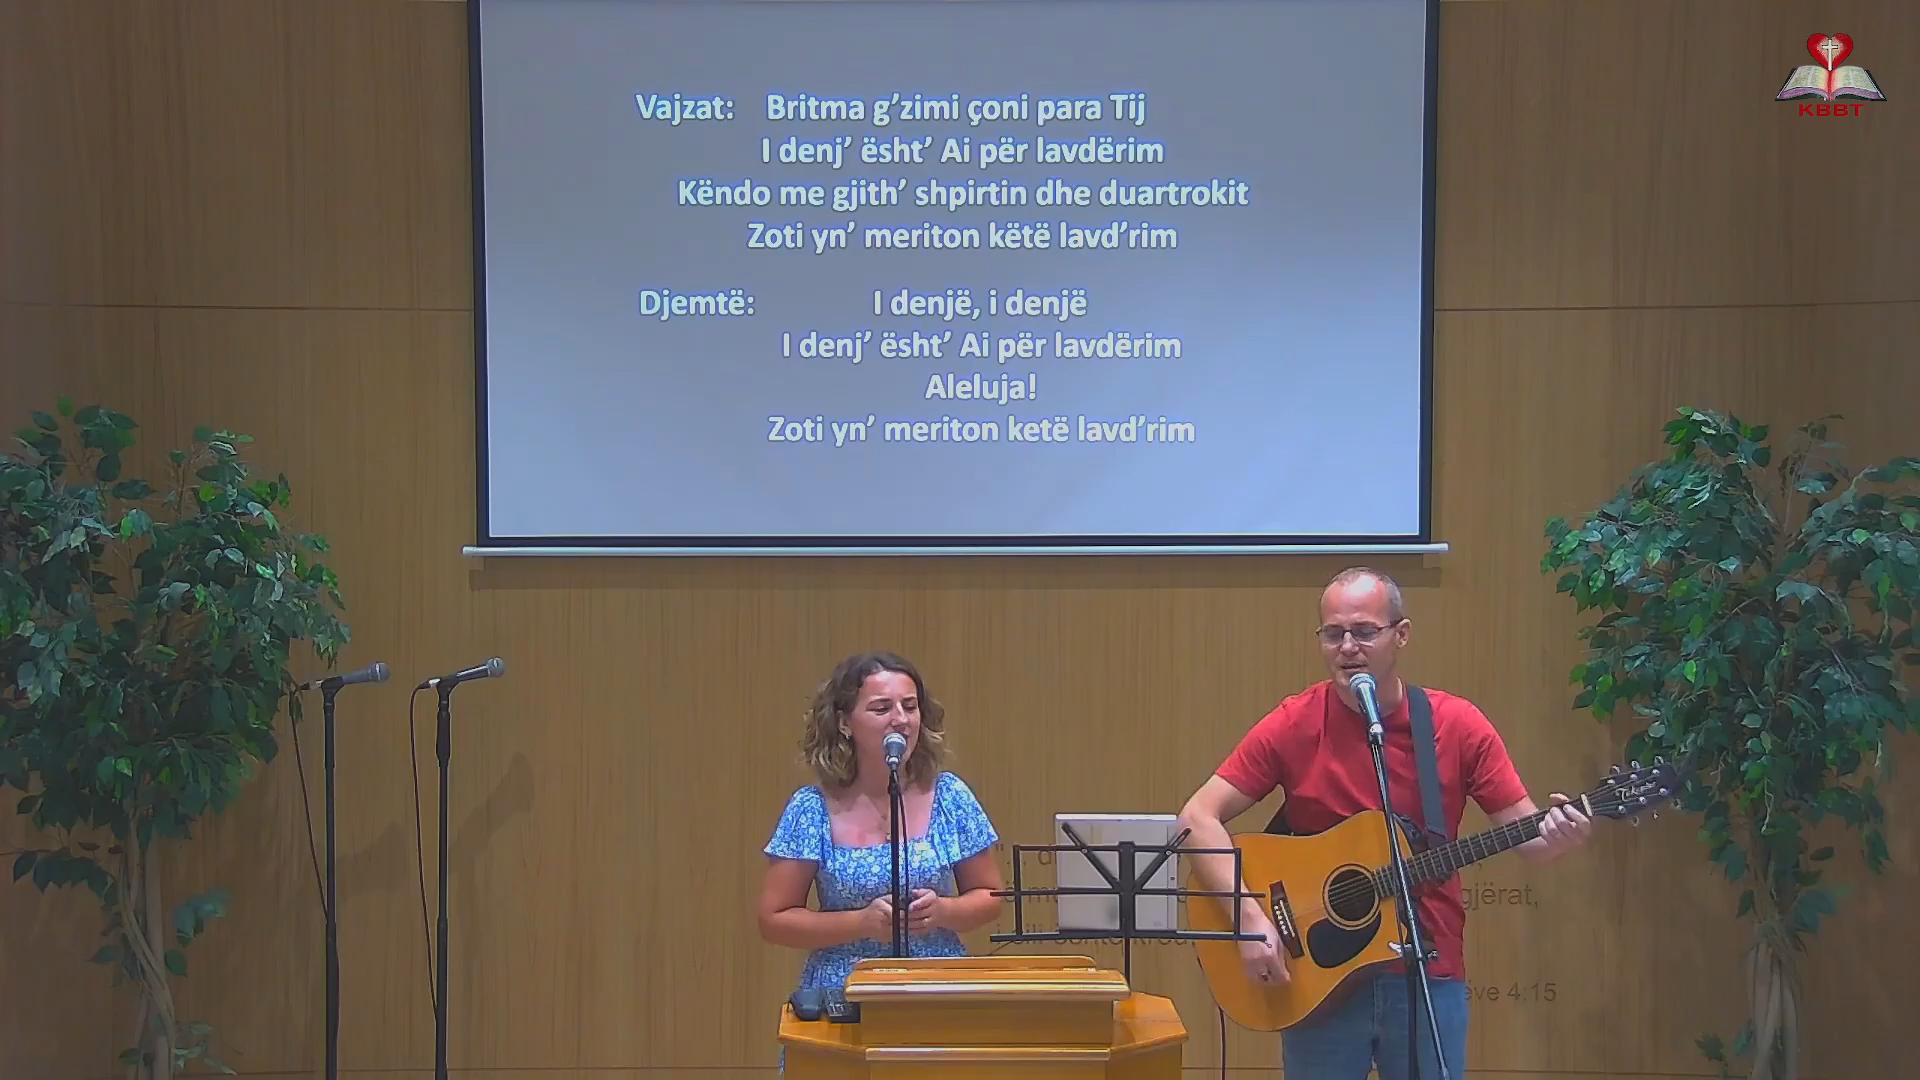 KBBT
Vajzat: Britma g’zimi çoni para Tij
I denj’ ësht’ Ai për lavdërim
Këndo me gjith’ shpirtin dhe duartrokit
Zoti yn’ meriton këtë lavd’rim
Djemtë: I denjë, i denjë
I denj’ ësht’ Ai për lavdërim
Aleluja!
Zoti yn’ meriton ketë lavd’rim
gjërat,
4:15